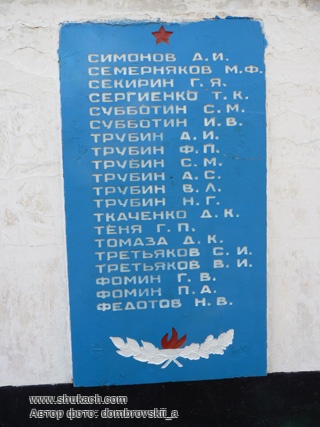 СИМОНОВ Д.И.
СЕМЕРНЯКОВ М.Ф.
СЕКИРИН Г.Я.
СЕРГИЕНКО Т.К.
СУББОТИН С.М.
СУББОТИН И.В.
ТРУБИН Д.И.
ТРУБИН Ф.П.
ТРУБИН С.М.
ТРУБИН А.С.
ТРУБИН В.Л.
ТРУБИН Н.Г.
ТКАЧЕНКО Д.К.
ТЕНЯ Г.П.
ТОМАЗА Д.К.
ТРЕТЬЯКОВ С.И.
ТРЕТЬЯКОВ В.И.
ФОМИН Г.В.
ФОМИН П.А.
ФЕДОТОВ Н.В.
www.shukach.com
Автор фото: dombrovskii_a